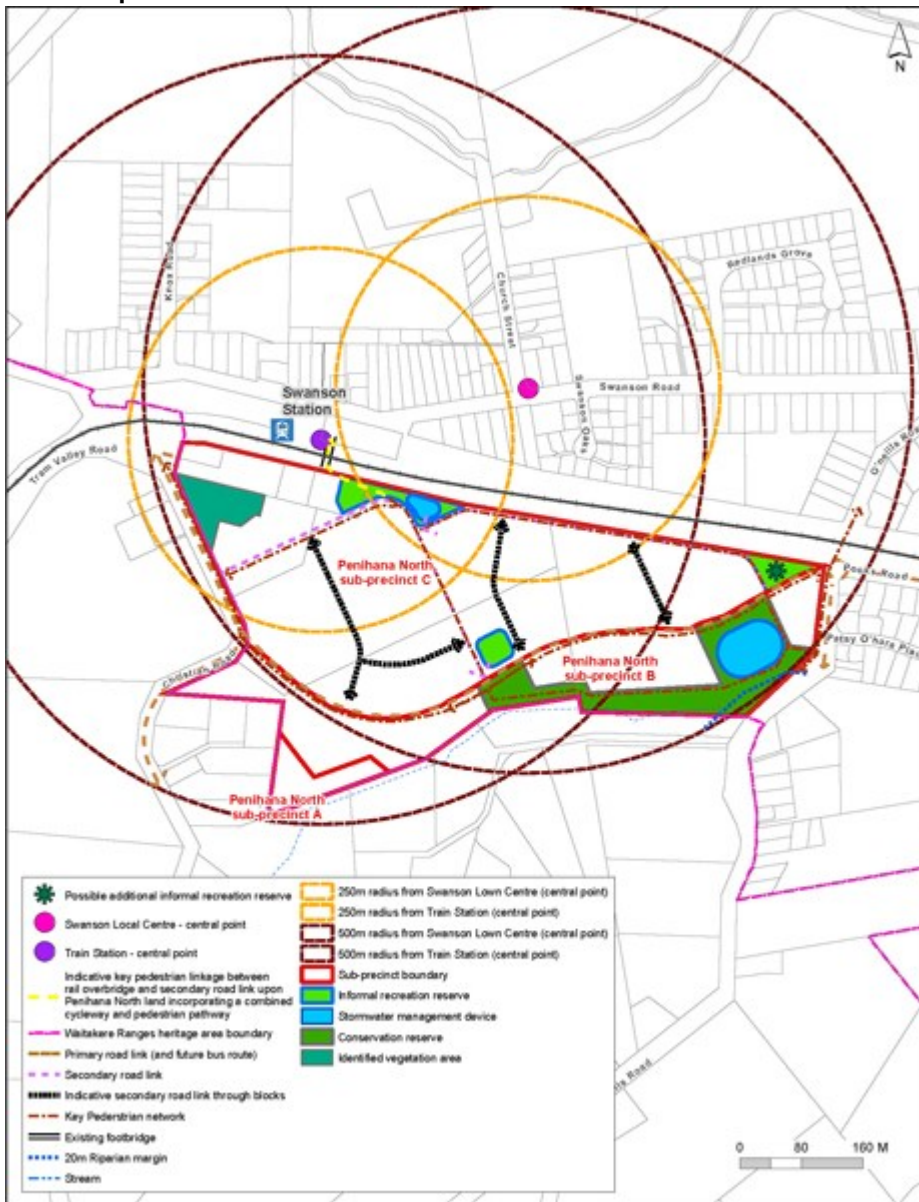 N
Knox Road
Church Street
Redlands Grove
Swanson
Station
Swanson Road
Swanson Oaks
O'neills Road
Tram Valley Road
Penihana North
sub-precinct C
Road
Patsy O'hara Place
Penihana North
sub-precinct B
Christian Road
Penihana North
sub-precinct A
lls Road
Possible additional informal recreation reserve
Swanson Local Centre - central point
Train Station - central point
Indicative key pedestrian linkage between
rail overbridge and secondary road link upon
Penihana North land incorporating a combined
cycleway and pedestrian pathway
Waitakere Ranges heritage area boundary
Primary road link (and future bus route)
Secondary road link
Indicative secondary road link through blocks
Key Pederstrian network
Existing footbridge
20m Riparian margin
Stream
250m radius from Swanson Lown Centre (central point)
250m radius from Train Station (central point)
500m radius from Swanson Lown Centre (central point)
500m radius from Train Station (central point)
Sub-precinct boundary
Informal recreation reserve
Stormwater management device
Conservation reserve
Identified vegetation area
0 80 160 M